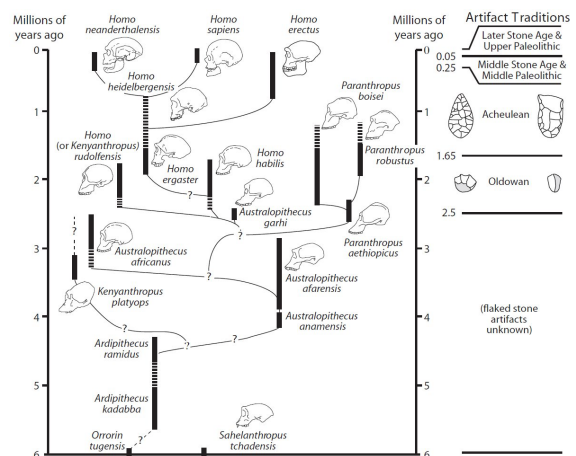 Millions of
years ago
Homo
neanderthalensis
Homo
sapiens
Homo
erectus
Millions of
years ago
Artifact Traditions
0
0
Later Stone Age &
Upper Paleolithic
0.05
0.25
Middle Stone Age &
Middle Paleolithic
Homo
heidelbergensis
Paranthropus
boisei
1
1
Acheulean
Homo
(or Kenyanthropus)
rudolfensis
Homo
ergaster
Homo
habilis
Paranthropus
robustus
1.65
2
2
?
Oldowan
Australopithecus
garhi
2.5
?
?
Australopithecus
africanus
Paranthropus
aethiopicus
3
3
?
Kenyanthropus
platyops
Australopithecus
afarensis
(flaked stone
artifacts
unknown)
4
4
Australopithecus
anamensis
?
?
?
Ardipithecus
ramidus
5
5
Ardipithecus
kadabba
Orrorin
tugensis
?
Sahelanthropus
tchadensis
6
6